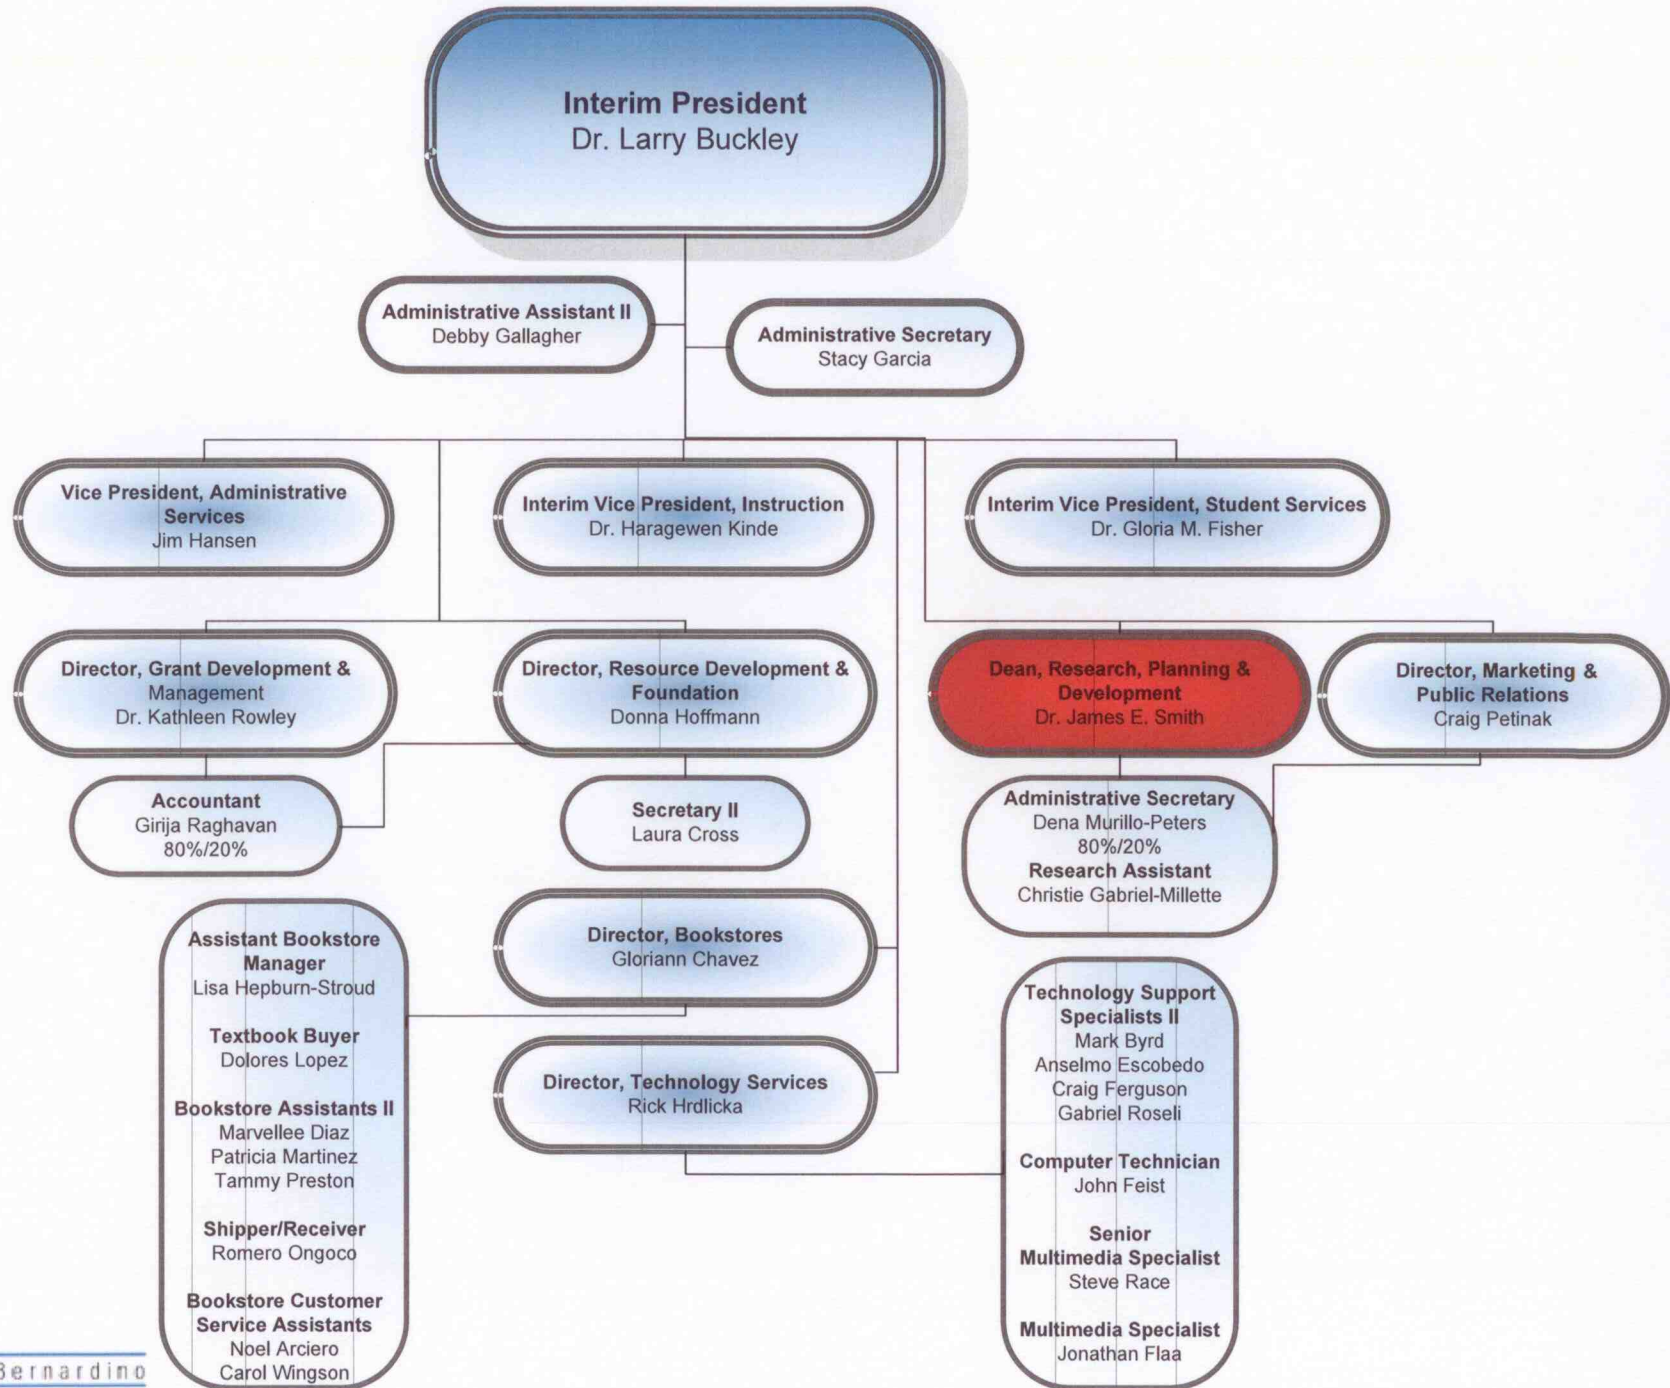 Interim President
Dr. Larry Buckley
Administrative Assistant II
Debby Gallagher
Administrative Secretary
Stacy Garcia
Vice President, Administrative
Services
Jim Hansen
Interim Vice President, Instruction
Dr. Haragewen Kinde
Interim Vice President, Student Services
Dr. Gloria M. Fisher
Director, Grant Development &
Management
Dr. Kathleen Rowley
Director, Resource Development &
Foundation
Donna Hoffmann
Dean, Research, Planning &
Development
Dr. James E. Smith
Director, Marketing &
Public Relations
Craig Petinak
Accountant
Girija Raghavan
80%/20%
Secretary II
Laura Cross
Administrative Secretary
Dena Murillo-Peters
80%/20%
Research Assistant
Christie Gabriel-Millette
Assistant Bookstore
Manager
Lisa Hepburn-Stroud
Textbook Buyer
Dolores Lopez
Bookstore Assistants II
Marvellee Diaz
Patricia Martinez
Tammy Preston
Shipper/Receiver
Romero Ongoco
Bookstore Customer
Service Assistants
Noel Arciero
Carol Wingson
Director, Bookstores
Gloriann Chavez
Director, Technology Services
Rick Hrdlicka
Technology Support
Specialists II
Mark Byrd
Anselmo Escobedo
Craig Ferguson
Gabriel Roseli
Computer Technician
John Feist
Senior
Multimedia Specialist
Steve Race
Multimedia Specialist
Jonathan Flaa
Bernardino